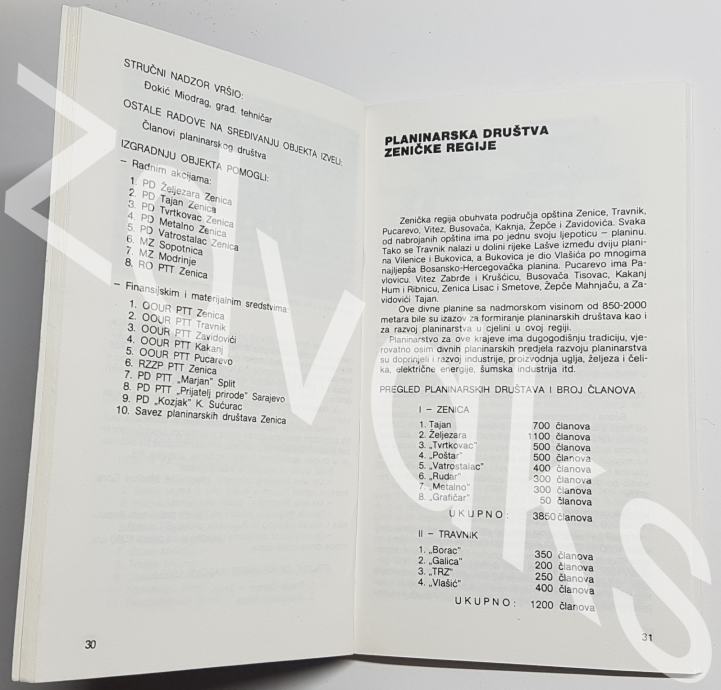 STRUČNI NADZOR VRŠIO:
Đokić Miodrag, građ. tehničar
OSTALE RADOVE NA SREĐIVANJU OBJEKTA IZVELI:
Članovi planinarskog društva
IZGRADNJU OBJEKTA POMOGLI:
– Radnim akcijama:
1. PD Željezara Zenica
2. PD Tajan Zenica
3. PD Tvrtkovac Zenica
4. PD Metalno Zenica
5. PD Vatrostalac Zenica
6. MZ Sopotnica
7. MZ Modrinje
8. RO PTT Zenica
– Finansijskim i materijalnim sredstvima:
1. OOUR PTT Zenica
2. OOUR PTT Travnik
3. OOUR PTT Zavidovići
4. OOUR PTT Kakanj
5. OOUR PTT Pucarevo
6. RZZP PTT Zenica
7. PD PTT „Marjan" Split
8. PD PTT „Prijatelj prirode" Sarajevo
9. PD „Kozjak" K. Sućurac
10. Savez planinarskih društava Zenica
30
PLANINARSKA DRUŠTVA
ZENIČKE REGIJE
Zenička regija obuhvata područja opština Zenice, Travnik,
Pucarevo, Vitez, Busovača, Kaknja, Žepče i Zavidovića. Svaka
od nabrojanih opština ima po jednu svoju ljepoticu – planinu.
Tako se Travnik nalazi u dolini rijeke Lašve između dviju plani-
na Vilenice i Bukovica, a Bukovica je dio Vlašića po mnogima
najljepša Bosansko-Hercegovačka planina. Pucarevo ima Pa-
vlovicu. Vitez Zabrđe i Kruščicu, Busovača Tisovac, Kakanj
Hum i Ribnicu, Zenica Lisac i Smetove, Žepče Mahnjaču, a Za-
vidovići Tajan.
Ove divne planine sa nadmorskom visinom od 850-2000
metara bile su izazov za formiranje planinarskih društava kao i
za razvoj planinarstva u cjelini u ovoj regiji.
Planinarstvo za ove krajeve ima dugogodišnju tradiciju, vje-
rovatno osim divnih planinarskih predjela razvoju planinarstva
su doprinjeli i razvoj industrije, proizvodnja uglja, željeza i čeli-
ka, električne energije, šumska industrija itd.
PREGLED PLANINARSKIH DRUŠTAVA I BROJ ČLANOVA
I – ZENICA
1. Tajan 700 članova
2. Željezara 1100 članova
3. „Tvrtkovac" 500 članova
4. „Poštar" 500 članova
5. „Vatrostalac" 400 članova
6. „Rudar" 300 članova
7. „Metalno" 300 članova
8. „Grafičar" 50 članova
UKUPNO: 3850 članova
II – TRAVNIK
1. „Borac" 350 članova
2. „Galica" 200 članova
3. „TRZ" 250 članova
4. „Vlašić" 400 članova
UKUPNO: 1200 članova
31
zulvarks